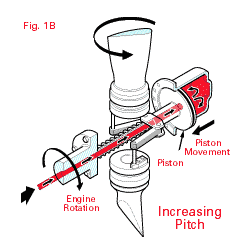 Fig. 1B
Piston
Movement
Piston
Engine
Rotation
Increasing
Pitch